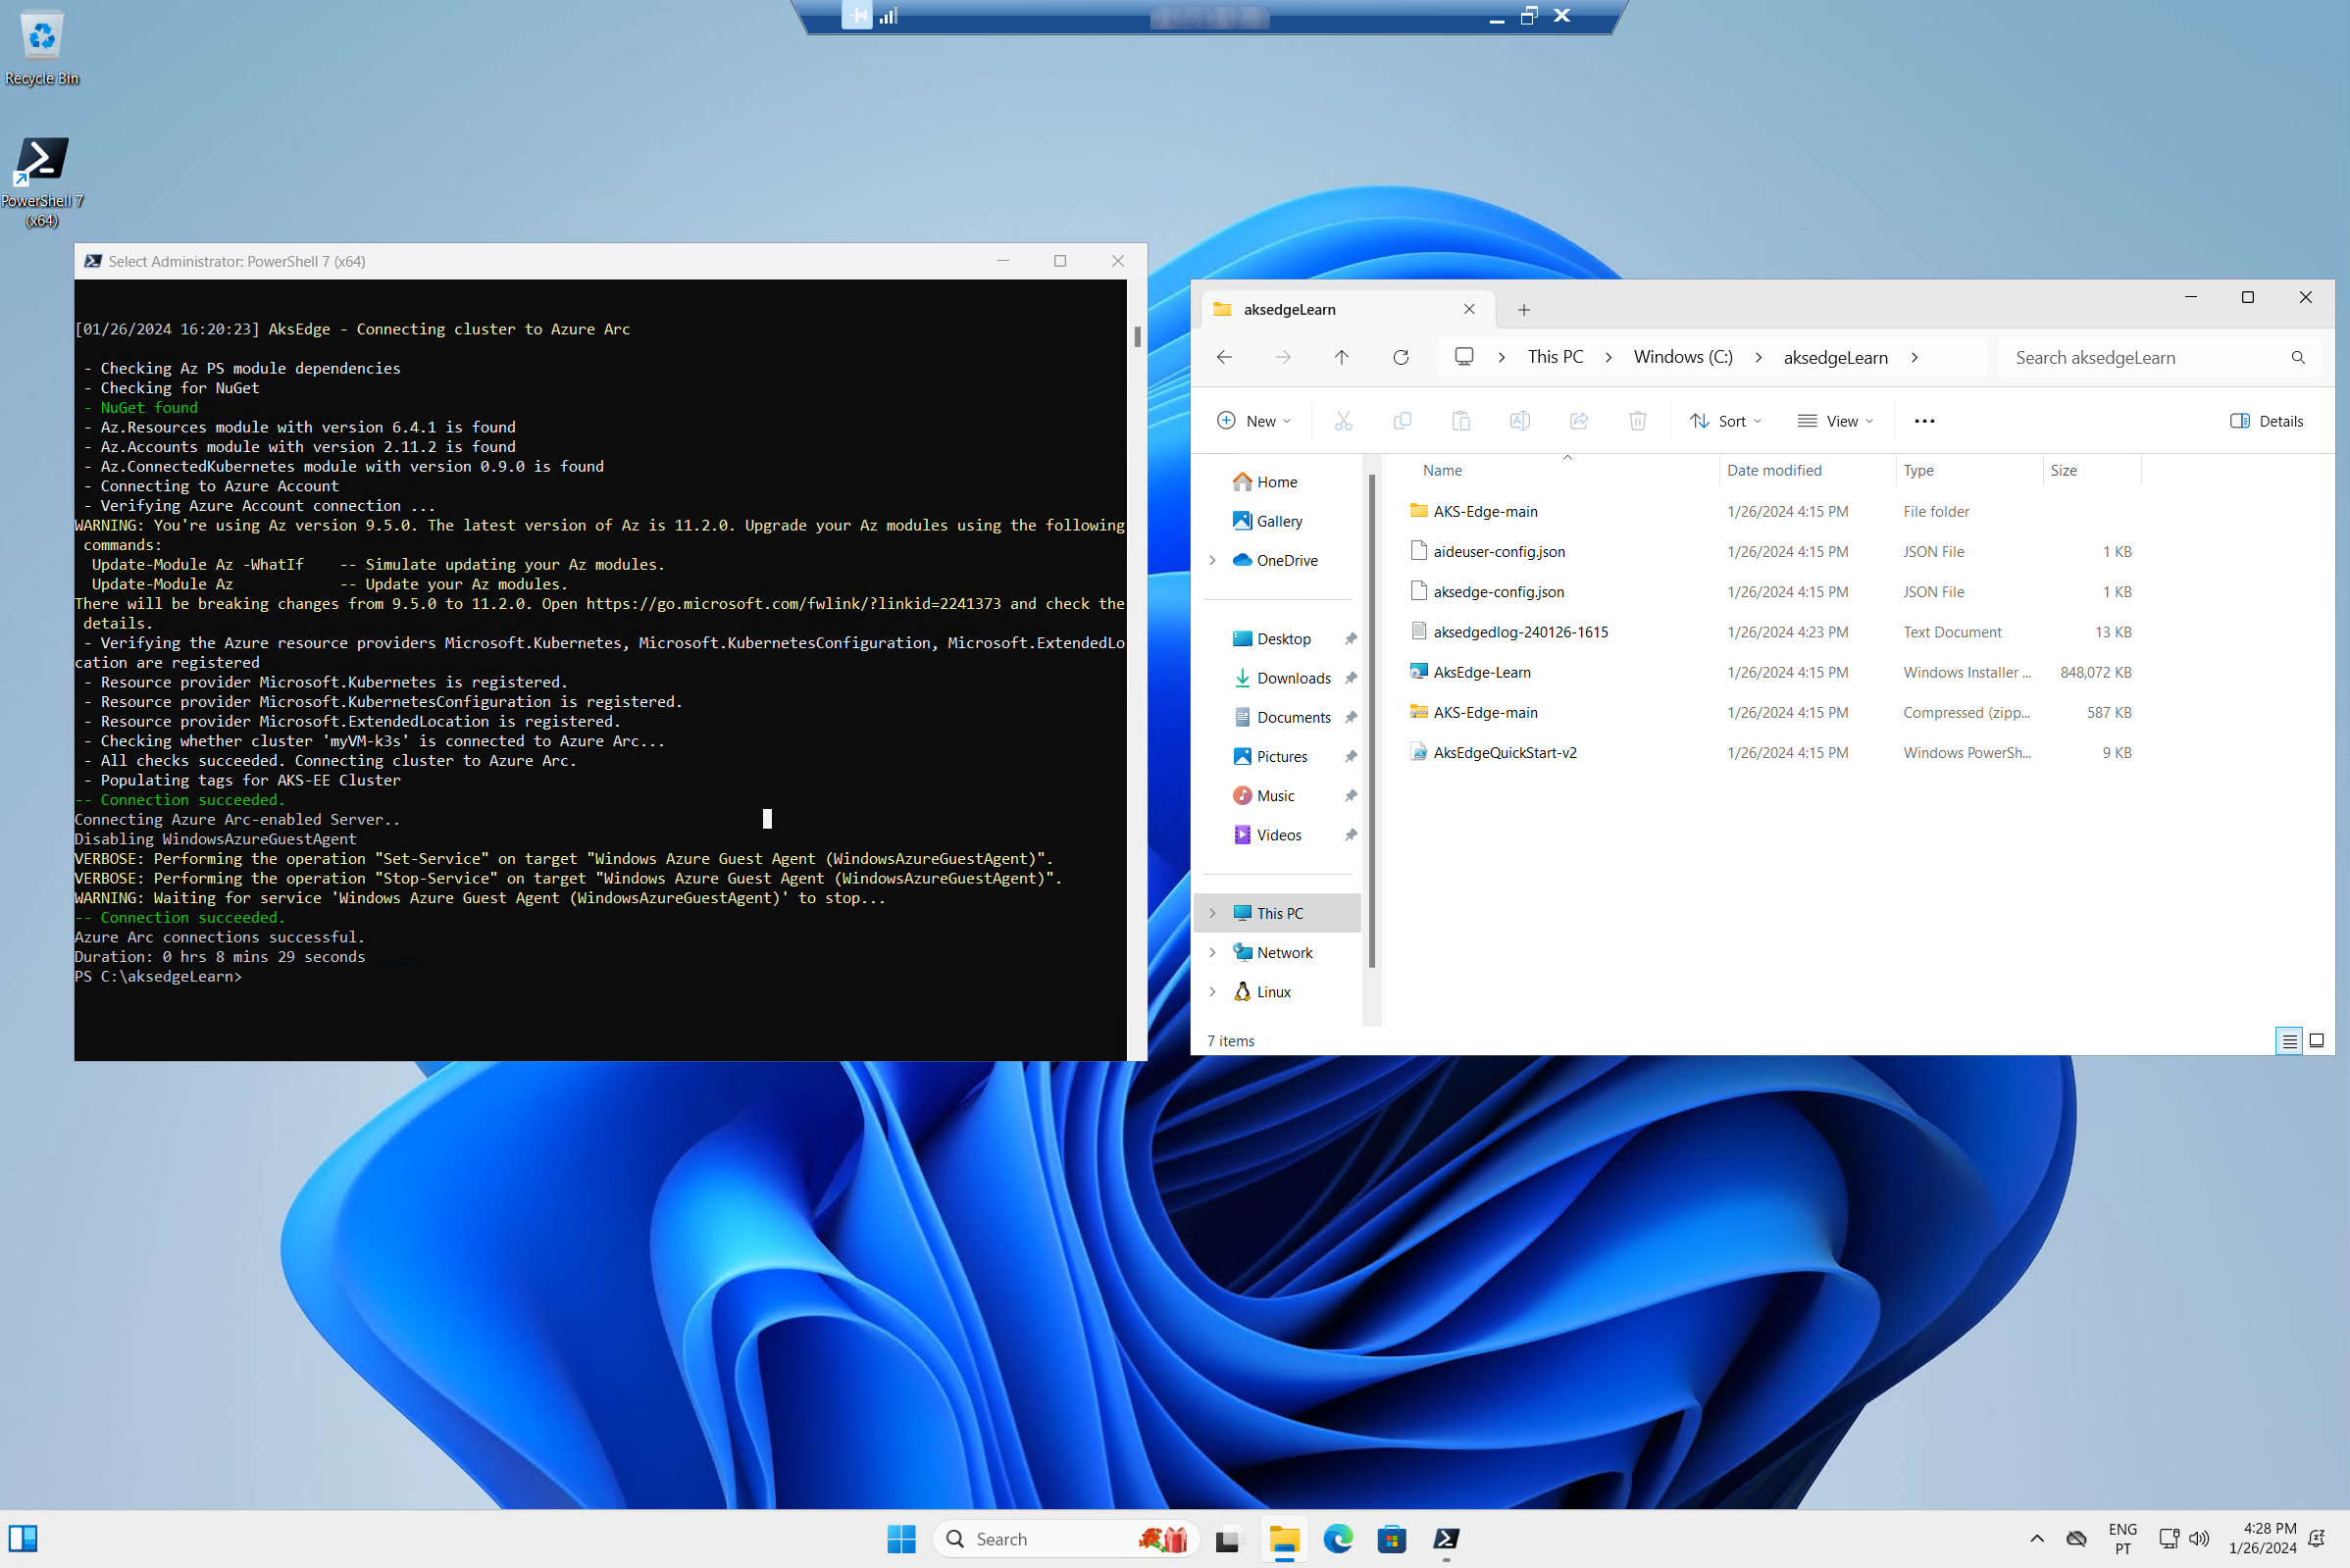 Recycle Bin
PowerShell 7
(x64)
Select Administrator: PowerShell 7 (x64)
[01/26/2024 16:20:23] AksEdge - Connecting cluster to Azure Arc
- Checking Az PS module dependencies
- Checking for NuGet
- NuGet found
- Az.Resources module with version 6.4.1 is found
- Az.Accounts module with version 2.11.2 is found
- Az.ConnectedKubernetes module with version 0.9.0 is found
- Connecting to Azure Account
- Verifying Azure Account connection ...
WARNING: You're using Az version 9.5.0. The latest version of Az is 11.2.0. Upgrade your Az modules using the following
commands:
Update-Module Az -WhatIf    -- Simulate updating your Az modules.
Update-Module Az            -- Update your Az modules.
There will be breaking changes from 9.5.0 to 11.2.0. Open https://go.microsoft.com/fwlink/?linkid=2241373 and check the
details.
- Verifying the Azure resource providers Microsoft.Kubernetes, Microsoft.KubernetesConfiguration, Microsoft.ExtendedLo
cation are registered
- Resource provider Microsoft.Kubernetes is registered.
- Resource provider Microsoft.KubernetesConfiguration is registered.
- Resource provider Microsoft.ExtendedLocation is registered.
- Checking whether cluster 'myVM-k3s' is connected to Azure Arc...
- All checks succeeded. Connecting cluster to Azure Arc.
- Populating tags for AKS-EE Cluster
-- Connection succeeded.
Connecting Azure Arc-enabled Server..
Disabling WindowsAzureGuestAgent
VERBOSE: Performing the operation "Set-Service" on target "Windows Azure Guest Agent (WindowsAzureGuestAgent)".
VERBOSE: Performing the operation "Stop-Service" on target "Windows Azure Guest Agent (WindowsAzureGuestAgent)".
WARNING: Waiting for service 'Windows Azure Guest Agent (WindowsAzureGuestAgent)' to stop...
-- Connection succeeded.
Azure Arc connections successful.
Duration: 0 hrs 8 mins 29 seconds
PS C:\aksedgeLearn>
aksedgeLearn
This PC > Windows (C:) > aksedgeLearn >
Search aksedgeLearn
New Sort View ... Details
Home
Gallery
OneDrive
Desktop
Downloads
Documents
Pictures
Music
Videos
This PC
Network
Linux
Name Date modified Type Size
AKS-Edge-main 1/26/2024 4:15 PM File folder
aideuser-config.json 1/26/2024 4:15 PM JSON File 1 KB
aksedge-config.json 1/26/2024 4:15 PM JSON File 1 KB
aksedgedlog-240126-1615 1/26/2024 4:23 PM Text Document 13 KB
AksEdge-Learn 1/26/2024 4:15 PM Windows Installer ... 848,072 KB
AKS-Edge-main 1/26/2024 4:15 PM Compressed (zipp... 587 KB
AksEdgeQuickStart-v2 1/26/2024 4:15 PM Windows PowerSh... 9 KB
7 items
Search
ENG
PT
4:28 PM
1/26/2024